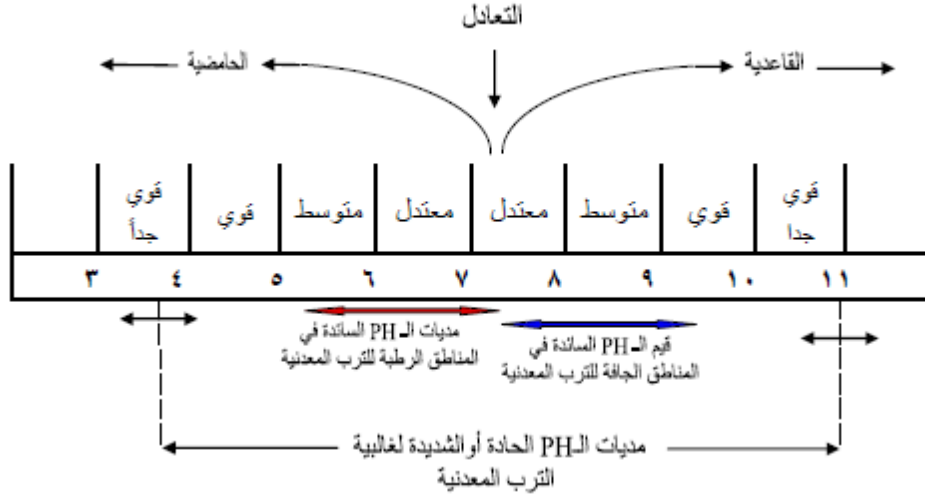 التعادل
القاعدية
الحامضية
قوي جداً
قوي
متوسط
معتدل
معتدل
متوسط
قوي
قوي جدا
٣ ٤ ٥ ٦ ٧ ٨ ٩ ١٠ ١١
مديات الـ PH السائدة في
المناطق الرطبة للترب المعدنية
قيم الـ PH السائدة في
المناطق الجافة للترب المعدنية
مديات الـPH الحادة أو الشديدة لغالبية
الترب المعدنية